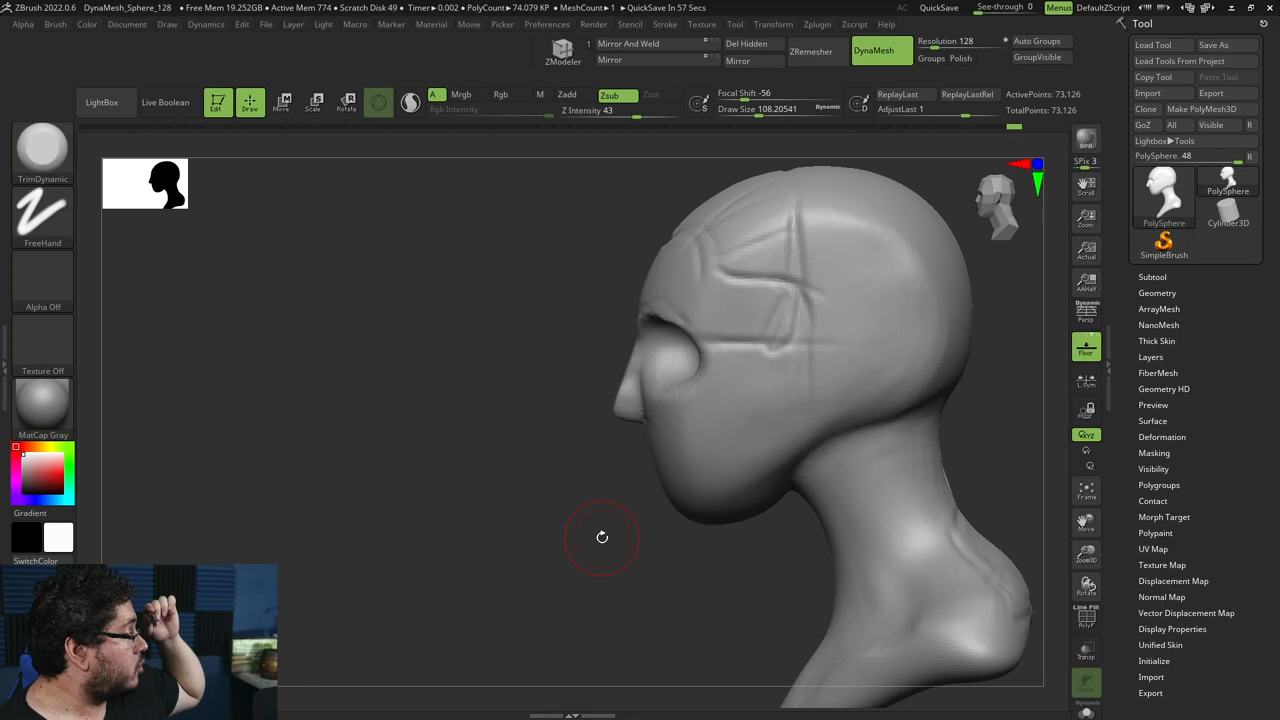 ZBrush 2022.0.6 DynaMesh_Sphere_128 • Free Mem 19.252GB • Active Mem 774 • Scratch Disk 49 • Timer▶0.002 • PolyCount▶74.079 KP • MeshCount▶1 • QuickSave In 57 Secs AC QuickSave See-through 0 Menus DefaultZScript
Alpha Brush Color Document Draw Dynamics Edit File Layer Light Macro Marker Material Movie Picker Preferences Render Stencil Stroke Texture Tool Transform Zplugin Zscript Help
Tool
1
ZModeler
Mirror And Weld
Mirror
Del Hidden
Mirror
ZRemesher
DynaMesh
Resolution 128
Groups Polish
Auto Groups
GroupVisible
LightBox
Live Boolean
Edit
Draw
Move
Scale
Rotate
A Mrgb Rgb M Zadd Zsub Zcut
Rgb Intensity
Z Intensity 43
S
Focal Shift -56
Draw Size 108.20541
Dynamic
D
ReplayLast ReplayLastRel
AdjustLast 1
ActivePoints: 73,126
TotalPoints: 73,126
TrimDynamic
FreeHand
Alpha Off
Texture Off
MatCap Gray
Gradient
SwitchColor
BPR
SPix 3
Scroll
Zoom
Actual
AAHalf
Dynamic
Persp
Floor
L.Sym
XYZ
Frame
Move
Zoom3D
Rotate
Line Fill
PolyF
Transp
Dynamic
Load Tool Save As
Load Tools From Project
Copy Tool Paste Tool
Import Export
Clone Make PolyMesh3D
GoZ All Visible R
Lightbox▶Tools
PolySphere. 48 R
PolySphere
PolySphere
Cylinder3D
SimpleBrush
Subtool
Geometry
ArrayMesh
NanoMesh
Thick Skin
Layers
FiberMesh
Geometry HD
Preview
Surface
Deformation
Masking
Visibility
Polygroups
Contact
Morph Target
Polypaint
UV Map
Texture Map
Displacement Map
Normal Map
Vector Displacement Map
Display Properties
Unified Skin
Initialize
Import
Export